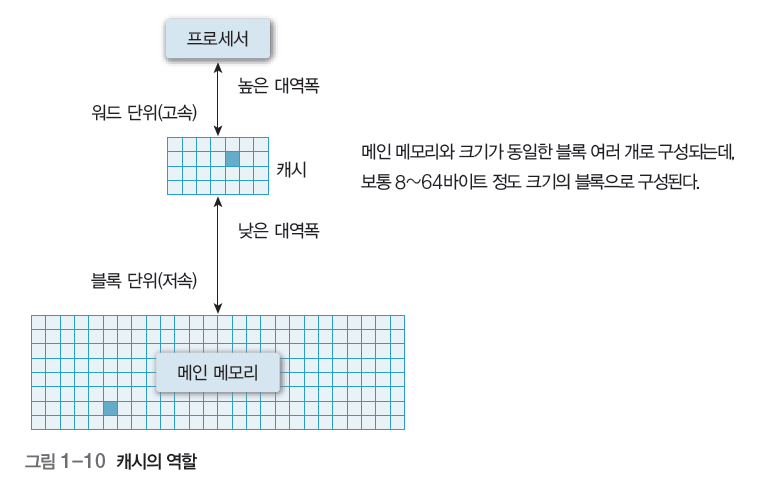 프로세서
높은 대역폭
워드 단위(고속)
캐시
메인 메모리와 크기가 동일한 블록 여러 개로 구성되는데,
보통 8~64바이트 정도 크기의 블록으로 구성된다.
낮은 대역폭
블록 단위(저속)
메인 메모리
그림 1-10 캐시의 역할